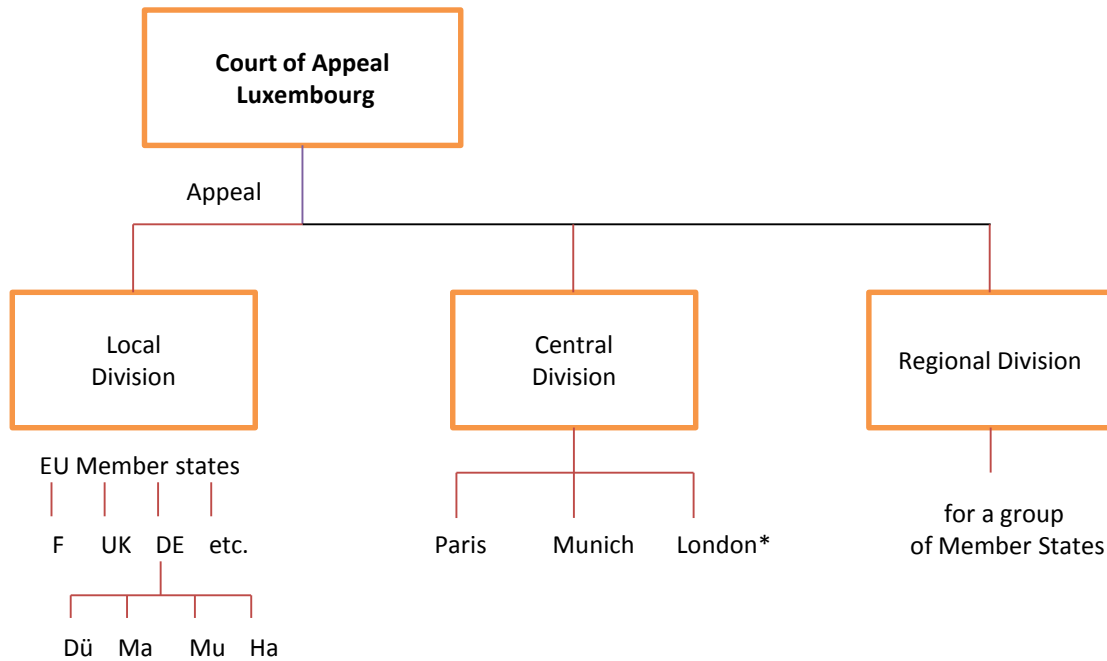 Court of Appeal
Luxembourg
Appeal
Local
Division
Central
Division
Regional Division
EU Member states
F UK DE etc.
Paris Munich London*
for a group
of Member States
Dü Ma Mu Ha